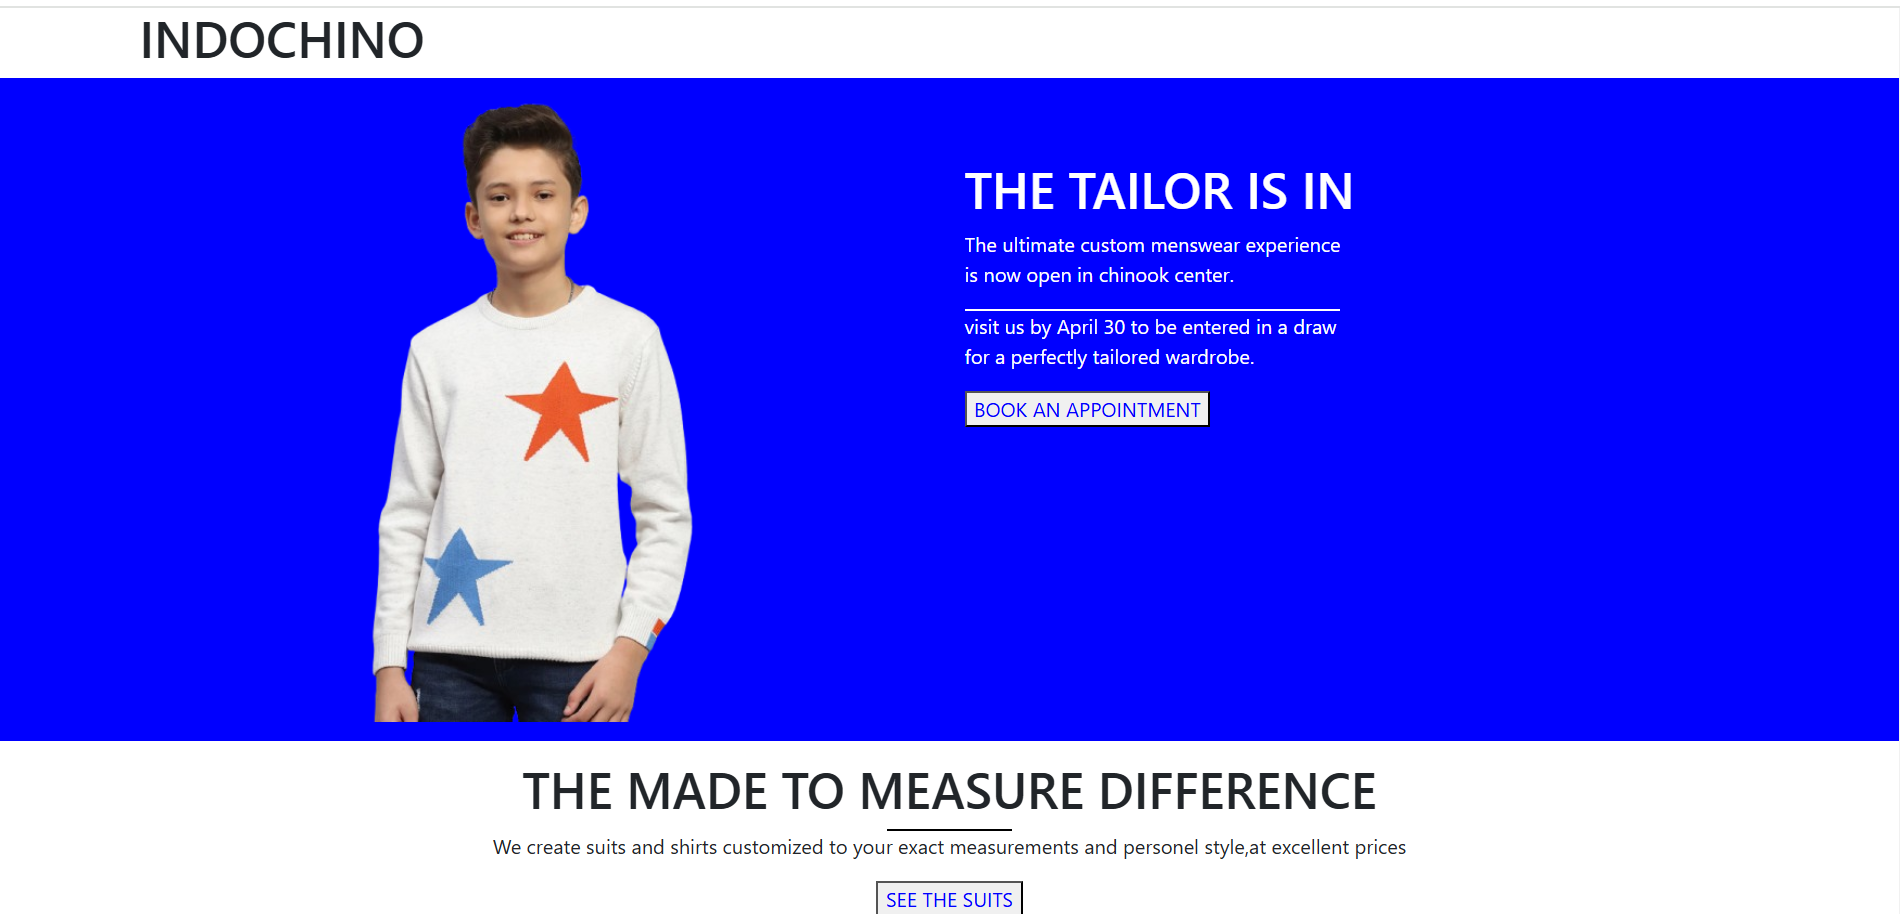 INDOCHINO
THE TAILOR IS IN
The ultimate custom menswear experience
is now open in chinook center.
visit us by April 30 to be entered in a draw
for a perfectly tailored wardrobe.
BOOK AN APPOINTMENT
THE MADE TO MEASURE DIFFERENCE
We create suits and shirts customized to your exact measurements and personel style,at excellent prices
SEE THE SUITS